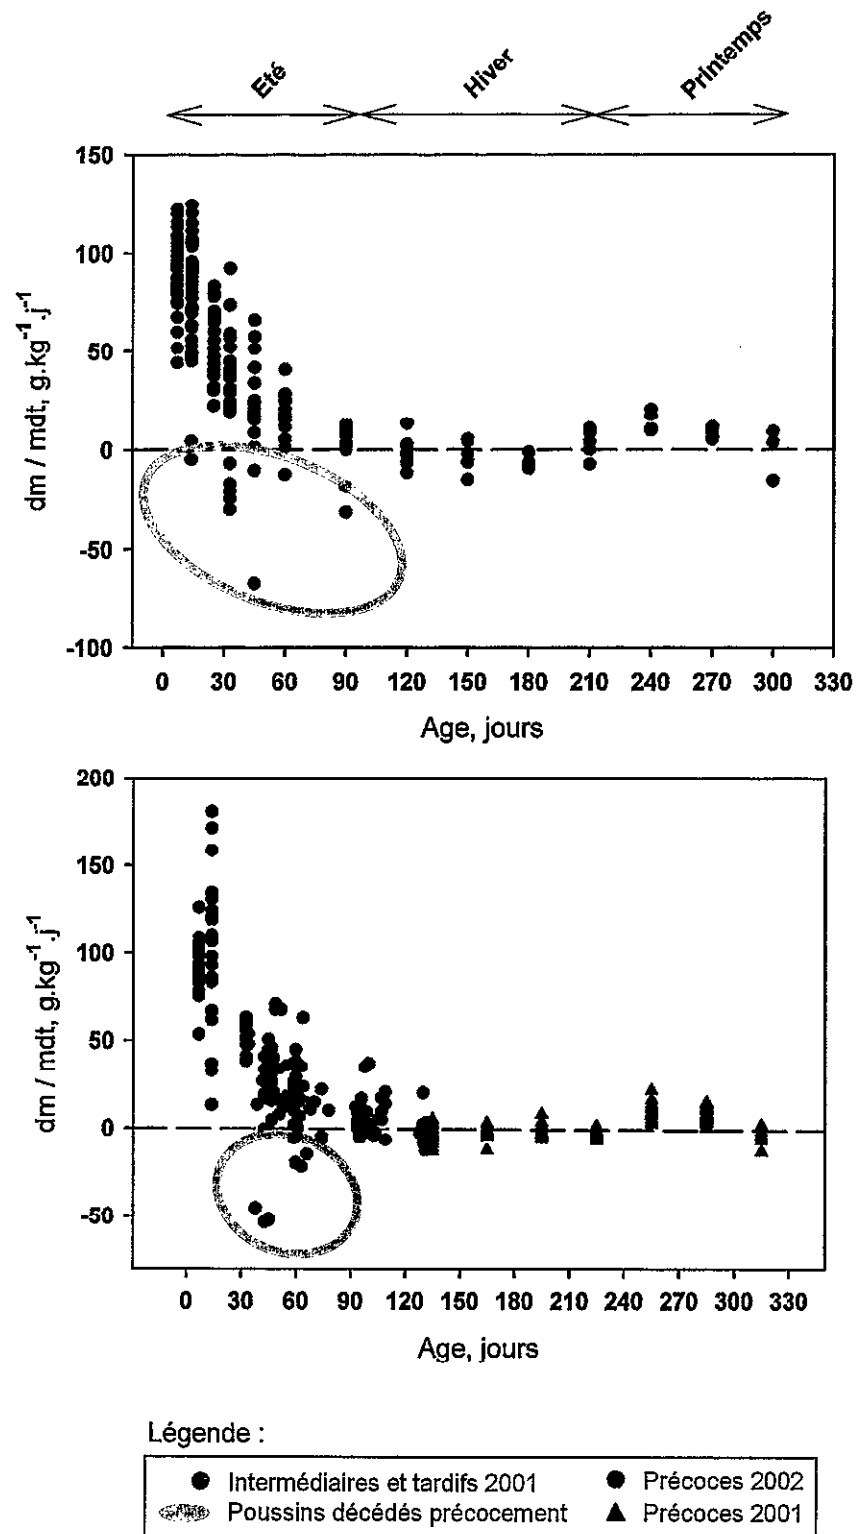 Eté Hiver Printemps
150
100
50
0
-50
-100
dm / mdt, g.kg⁻¹.j⁻¹
0 30 60 90 120 150 180 210 240 270 300 330
Age, jours
200
150
100
50
0
-50
dm / mdt, g.kg⁻¹.j⁻¹
0 30 60 90 120 150 180 210 240 270 300 330
Age, jours
Légende :
Intermédiaires et tardifs 2001 Précoces 2002
Poussins décédés précocement Précoces 2001